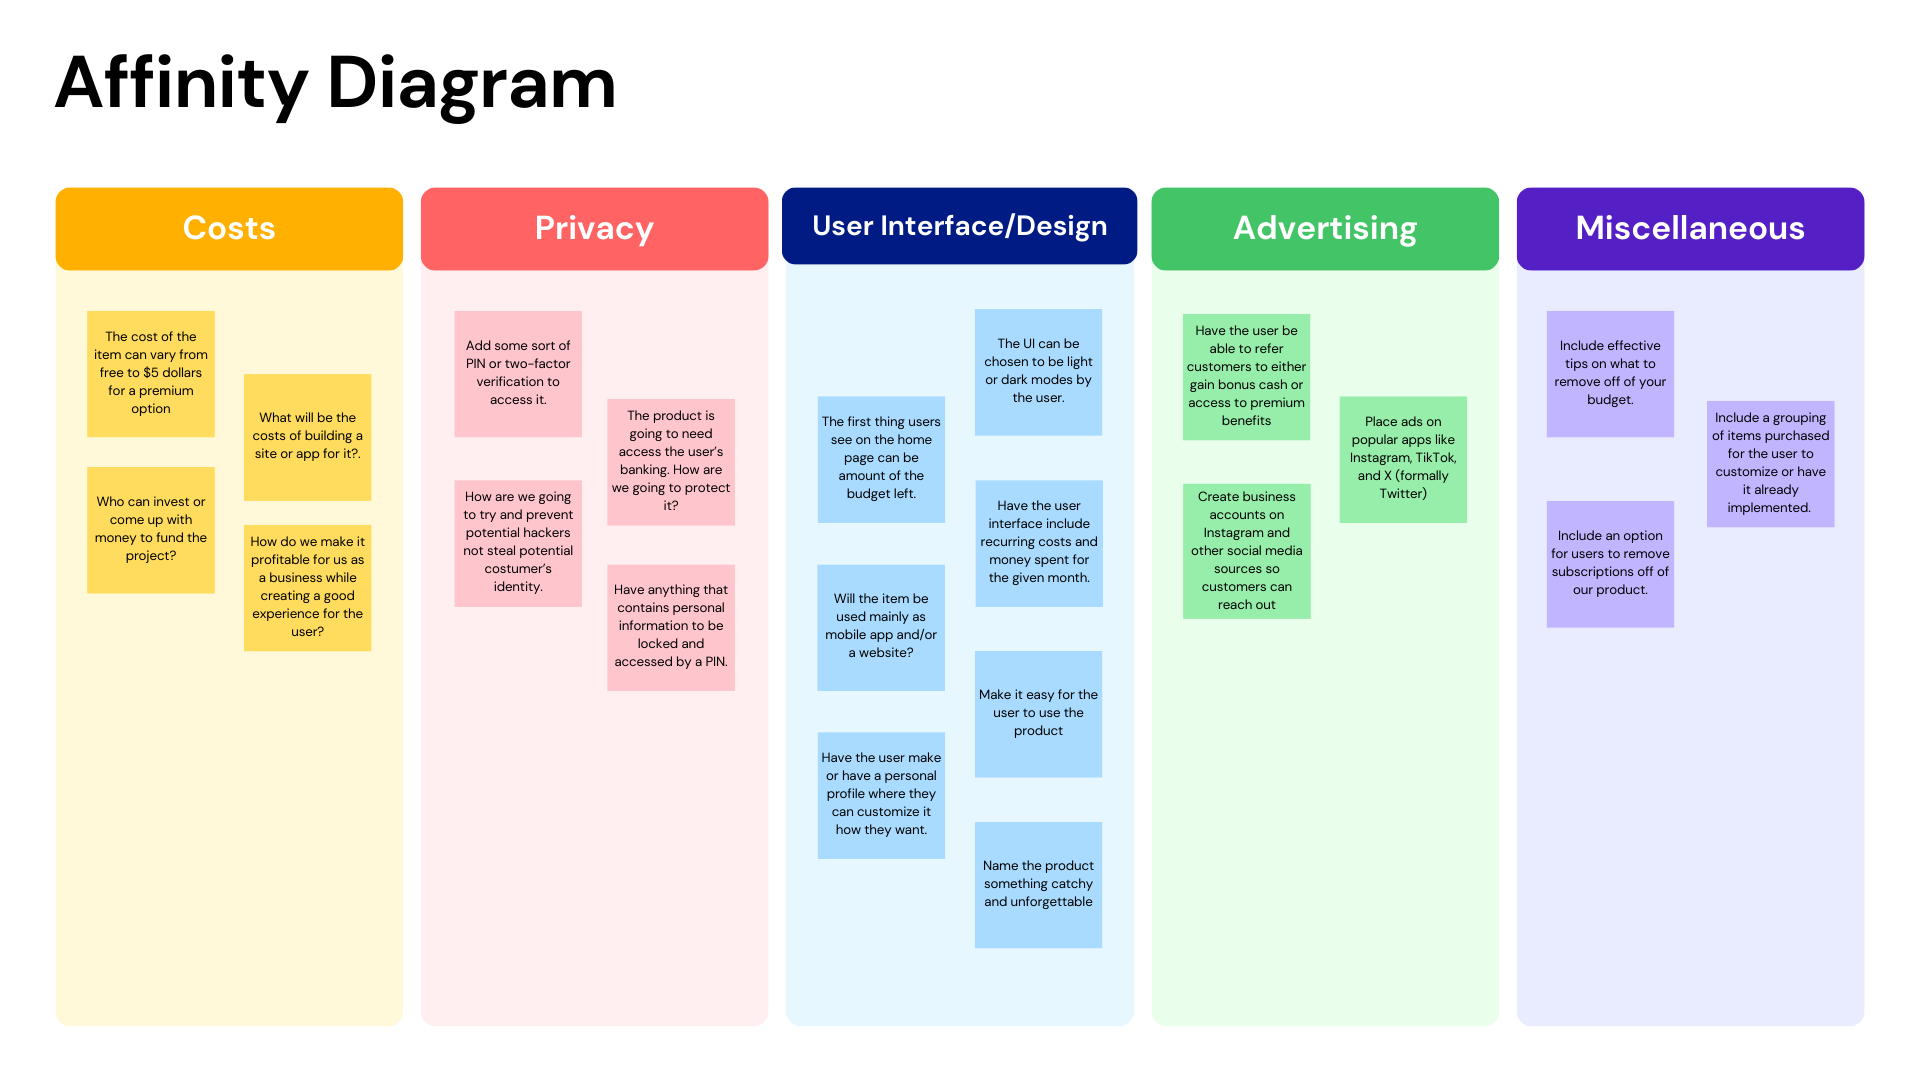 Affinity Diagram
Costs
The cost of the
item can vary from
free to $5 dollars
for a premium
option
What will be the
costs of building a
site or app for it?.
Who can invest or
come up with
money to fund the
project?
How do we make it
profitable for us as
a business while
creating a good
experience for the
user?
Privacy
Add some sort of
PIN or two-factor
verification to
access it.
The product is
going to need
access the user's
banking. How are
we going to protect
it?
How are we going
to try and prevent
potential hackers
not steal potential
costumer's
identity.
Have anything that
contains personal
information to be
locked and
accessed by a PIN.
User Interface/Design
The UI can be
chosen to be light
or dark modes by
the user.
The first thing users
see on the home
page can be
amount of the
budget left.
Have the user
interface include
recurring costs and
money spent for
the given month.
Will the item be
used mainly as
mobile app and/or
a website?
Make it easy for the
user to use the
product
Have the user make
or have a personal
profile where they
can customize it
how they want.
Name the product
something catchy
and unforgettable
Advertising
Have the user be
able to refer
customers to either
gain bonus cash or
access to premium
benefits
Place ads on
popular apps like
Instagram, TikTok,
and X (formally
Twitter)
Create business
accounts on
Instagram and
other social media
sources so
customers can
reach out
Miscellaneous
Include effective
tips on what to
remove off of your
budget.
Include a grouping
of items purchased
for the user to
customize or have
it already
implemented.
Include an option
for users to remove
subscriptions off of
our product.